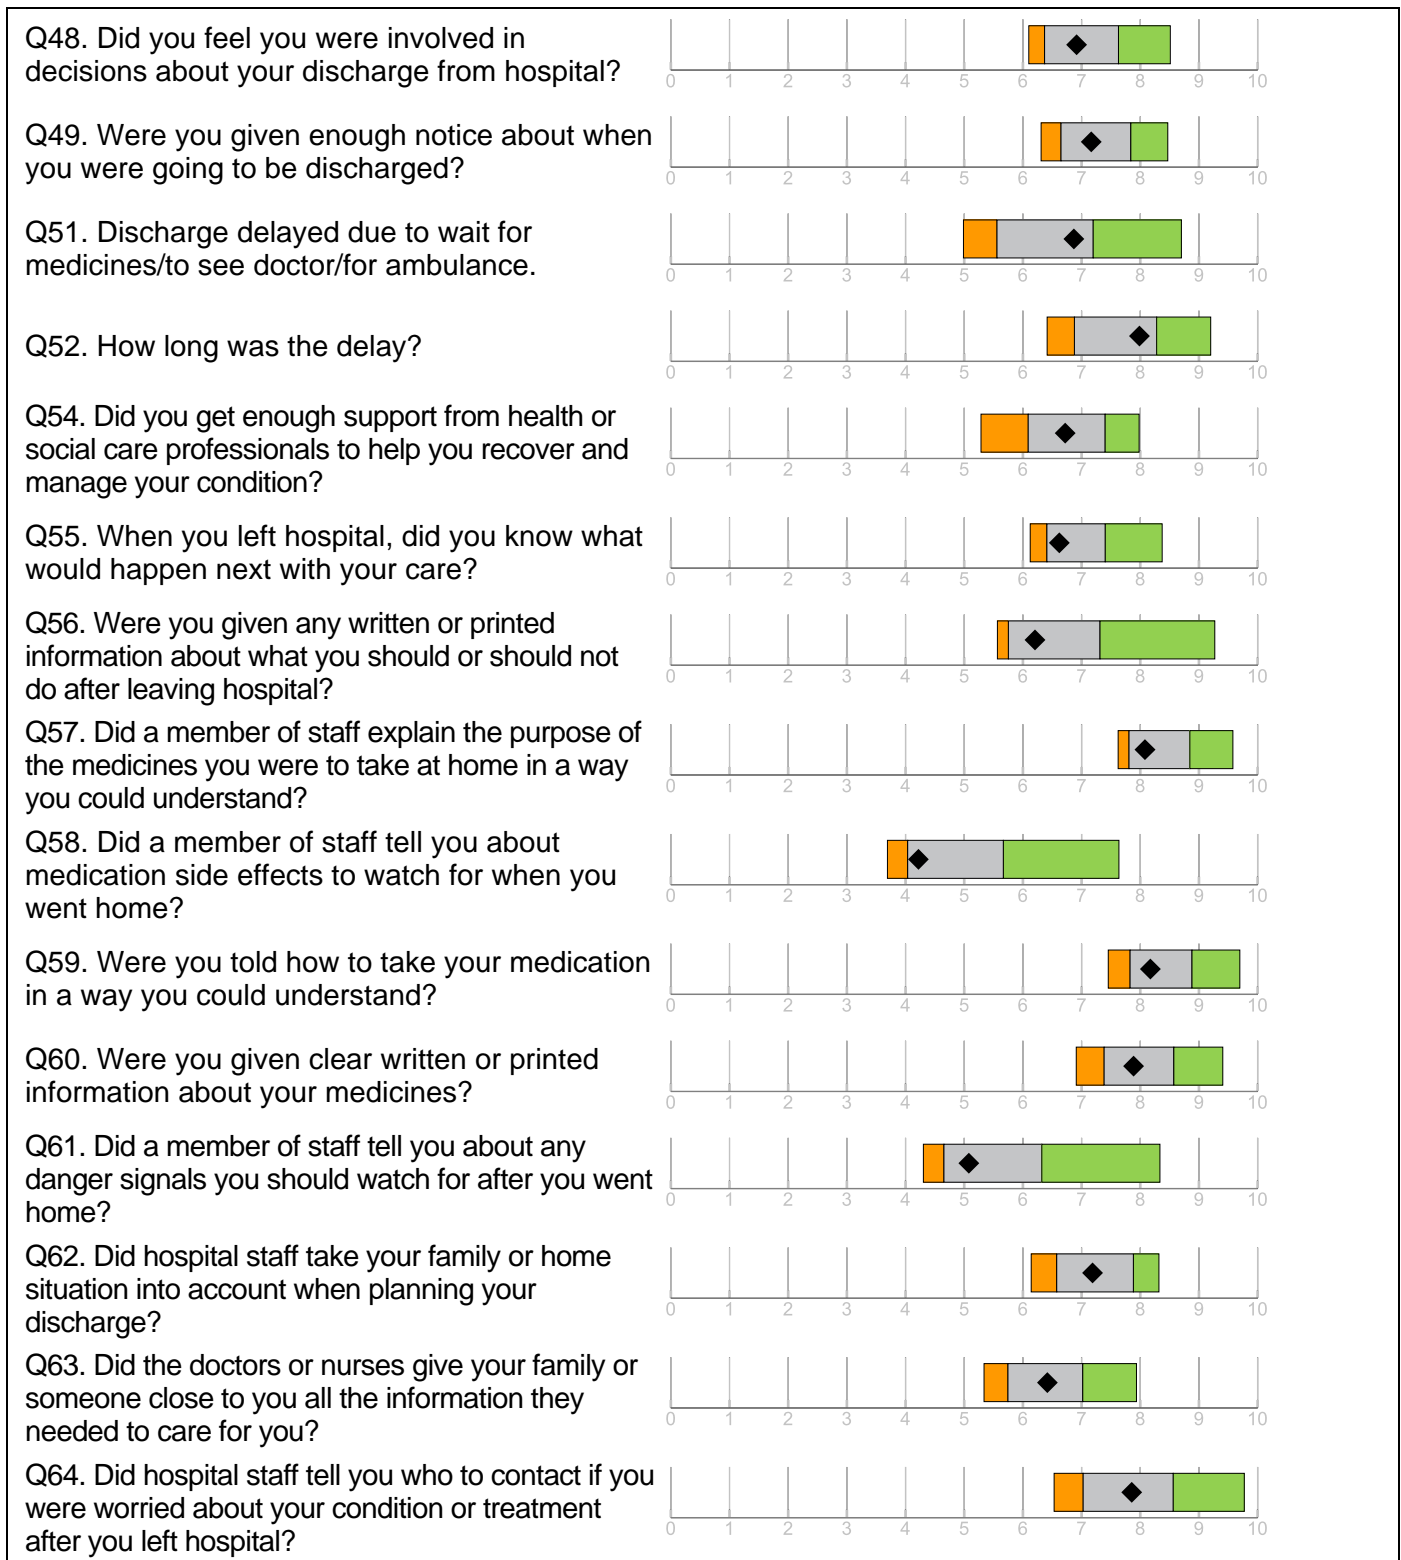 Q48. Did you feel you were involved in
decisions about your discharge from hospital?
0 1 2 3 4 5 6 7 8 9 10
Q49. Were you given enough notice about when
you were going to be discharged?
0 1 2 3 4 5 6 7 8 9 10
Q51. Discharge delayed due to wait for
medicines/to see doctor/for ambulance.
0 1 2 3 4 5 6 7 8 9 10
Q52. How long was the delay?
0 1 2 3 4 5 6 7 8 9 10
Q54. Did you get enough support from health or
social care professionals to help you recover and
manage your condition?
0 1 2 3 4 5 6 7 8 9 10
Q55. When you left hospital, did you know what
would happen next with your care?
0 1 2 3 4 5 6 7 8 9 10
Q56. Were you given any written or printed
information about what you should or should not
do after leaving hospital?
0 1 2 3 4 5 6 7 8 9 10
Q57. Did a member of staff explain the purpose of
the medicines you were to take at home in a way
you could understand?
0 1 2 3 4 5 6 7 8 9 10
Q58. Did a member of staff tell you about
medication side effects to watch for when you
went home?
0 1 2 3 4 5 6 7 8 9 10
Q59. Were you told how to take your medication
in a way you could understand?
0 1 2 3 4 5 6 7 8 9 10
Q60. Were you given clear written or printed
information about your medicines?
0 1 2 3 4 5 6 7 8 9 10
Q61. Did a member of staff tell you about any
danger signals you should watch for after you went
home?
0 1 2 3 4 5 6 7 8 9 10
Q62. Did hospital staff take your family or home
situation into account when planning your
discharge?
0 1 2 3 4 5 6 7 8 9 10
Q63. Did the doctors or nurses give your family or
someone close to you all the information they
needed to care for you?
0 1 2 3 4 5 6 7 8 9 10
Q64. Did hospital staff tell you who to contact if you
were worried about your condition or treatment
after you left hospital?
0 1 2 3 4 5 6 7 8 9 10